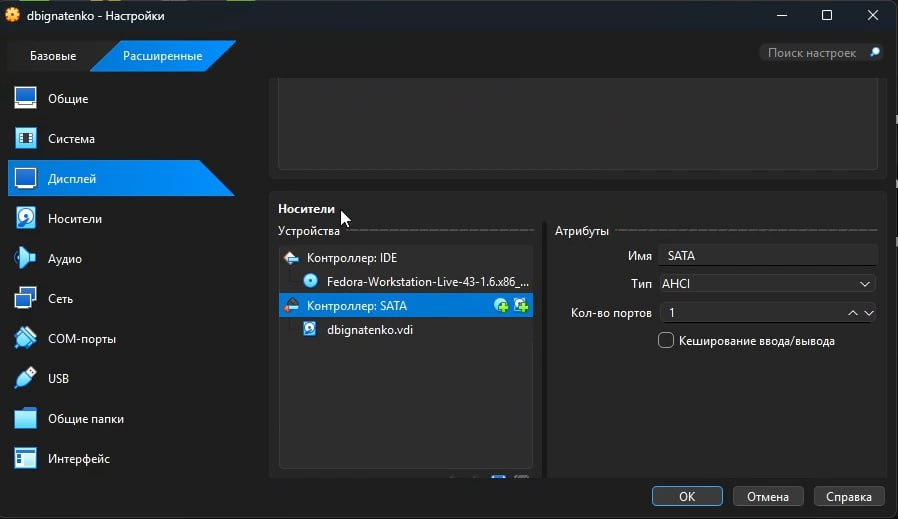 dbignatenko - Настройки
Базовые
Расширенные
Поиск настроек
Общие
Система
Дисплей
Носители
Аудио
Сеть
COM-порты
USB
Общие папки
Интерфейс
Носители
Устройства
Контроллер: IDE
Fedora-Workstation-Live-43-1.6.x86_...
Контроллер: SATA
dbignatenko.vdi
Атрибуты
Имя SATA
Тип AHCI
Кол-во портов 1
Кеширование ввода/вывода
OK Отмена Справка